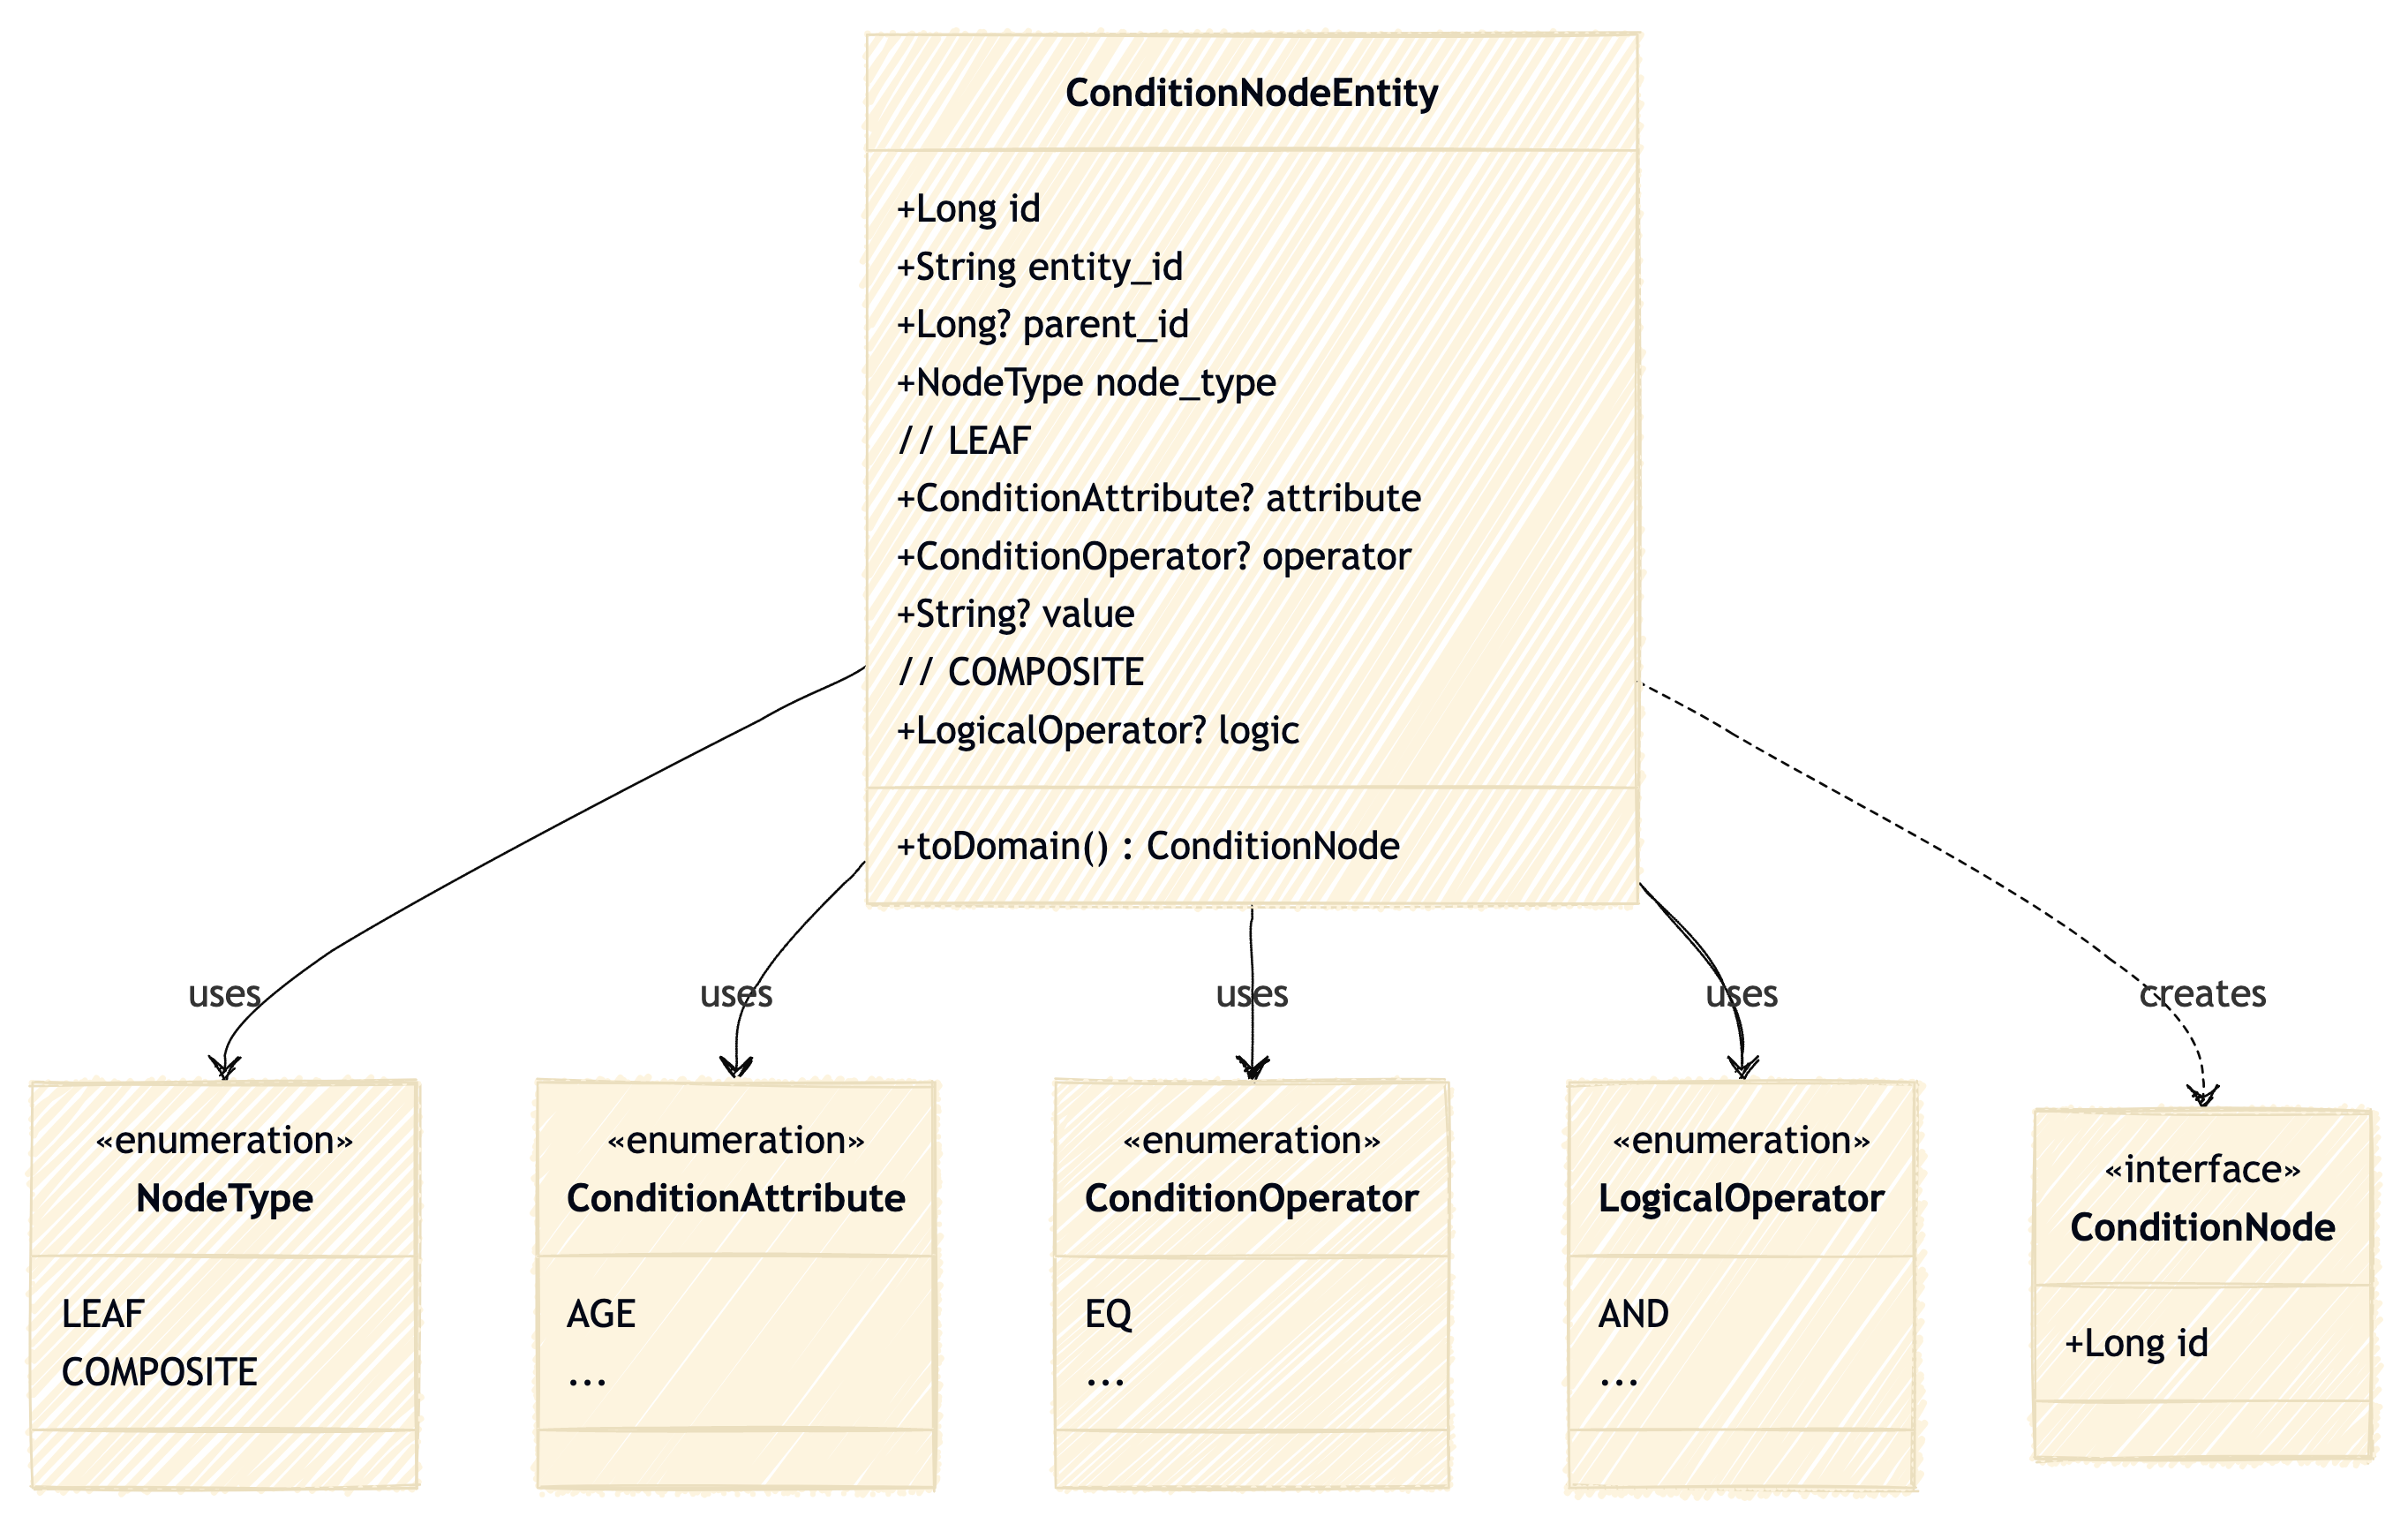 ConditionNodeEntity
+Long id
+String entity_id
+Long? parent_id
+NodeType node_type
// LEAF
+ConditionAttribute? attribute
+ConditionOperator? operator
+String? value
// COMPOSITE
+LogicalOperator? logic
+toDomain() : ConditionNode
uses
uses
uses
uses
creates
«enumeration»
NodeType
LEAF
COMPOSITE
«enumeration»
ConditionAttribute
AGE
...
«enumeration»
ConditionOperator
EQ
...
«enumeration»
LogicalOperator
AND
...
«interface»
ConditionNode
+Long id